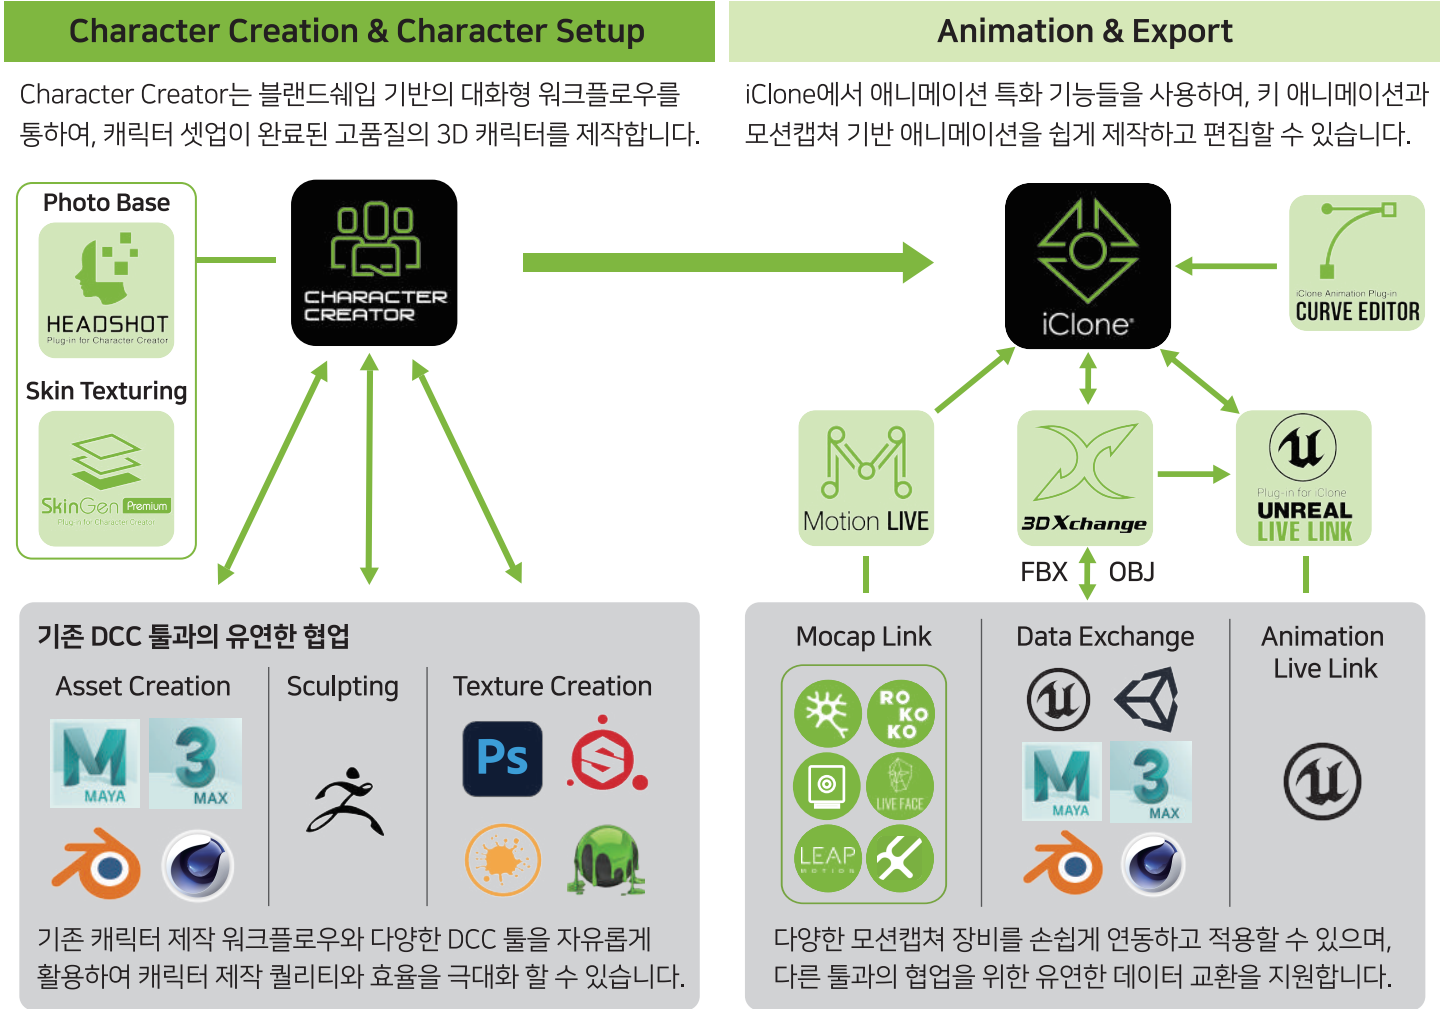 Character Creation & Character Setup
Character Creator는 블랜드쉐입 기반의 대화형 워크플로우를
통하여, 캐릭터 셋업이 완료된 고품질의 3D 캐릭터를 제작합니다.
Photo Base
HEADSHOT
Plug-in for Character Creator
Skin Texturing
SkinGen Premium
Plug-in for Character Creator
CHARACTER
CREATOR
기존 DCC 툴과의 유연한 협업
Asset Creation
MAYA
MAX
Sculpting
Texture Creation
Ps
기존 캐릭터 제작 워크플로우와 다양한 DCC 툴을 자유롭게
활용하여 캐릭터 제작 퀄리티와 효율을 극대화 할 수 있습니다.
Animation & Export
iClone에서 애니메이션 특화 기능들을 사용하여, 키 애니메이션과
모션캡쳐 기반 애니메이션을 쉽게 제작하고 편집할 수 있습니다.
iClone®
iClone Animation Plug-in
CURVE EDITOR
Motion LIVE
3DXchange
Plug-in for iClone
UNREAL
LIVE LINK
FBX OBJ
Mocap Link
RO
KO
KO
LIVE FACE
LEAP
MOTION
Data Exchange
MAYA
MAX
Animation
Live Link
다양한 모션캡쳐 장비를 손쉽게 연동하고 적용할 수 있으며,
다른 툴과의 협업을 위한 유연한 데이터 교환을 지원합니다.